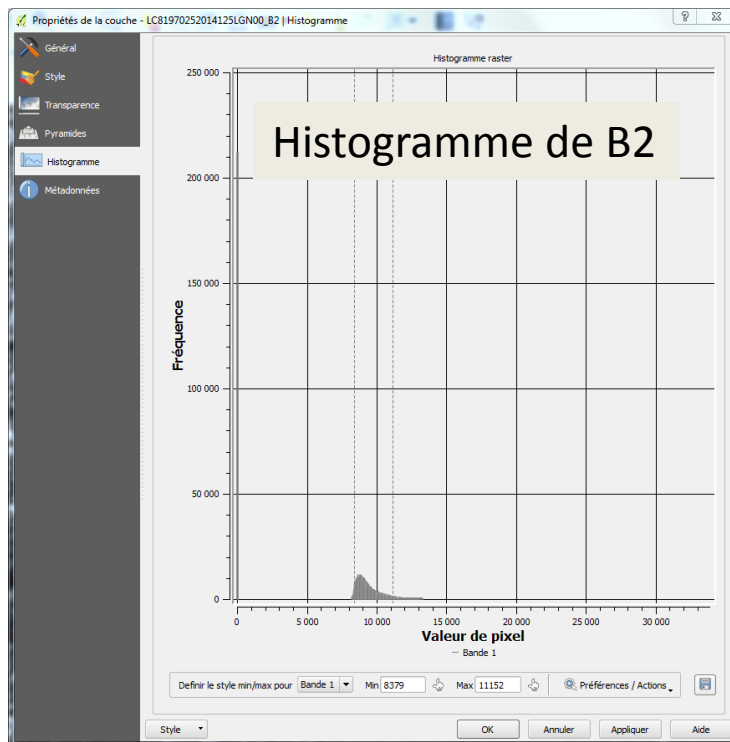 Propriétés de la couche - LC81970252014125LGN00_B2 | Histogramme
Général
Style
Transparence
Pyramides
Histogramme
Métadonnées
Histogramme raster
Histogramme de B2
250 000
200 000
150 000
100 000
50 000
0
Fréquence
0 5 000 10 000 15 000 20 000 25 000 30 000
Valeur de pixel
Bande 1
Definir le style min/max pour Bande 1 Min 8379 Max 11152 Préférences / Actions
Style OK Annuler Appliquer Aide